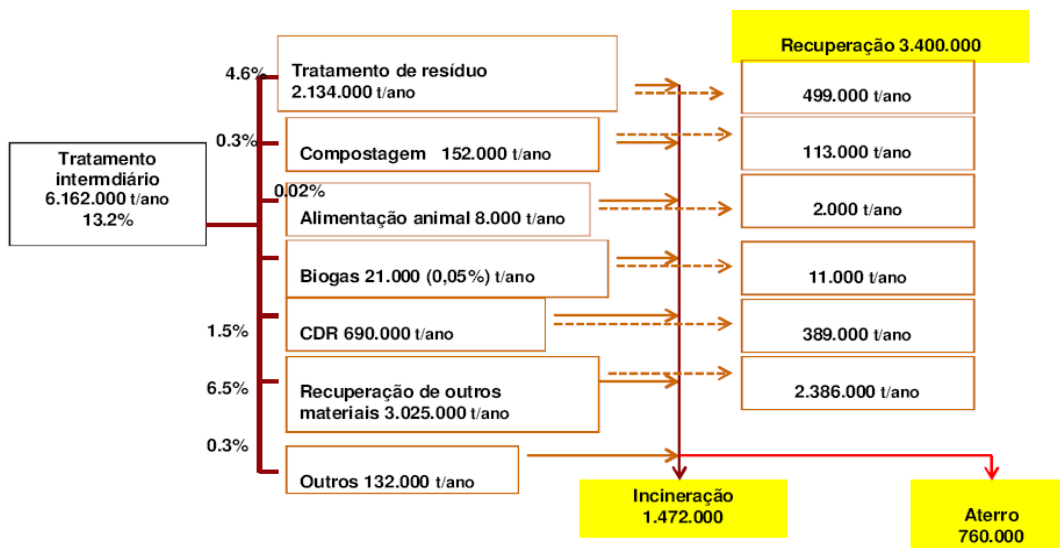 Recuperação 3.400.000
4.6%
Tratamento de resíduo
2.134.000 t/ano
499.000 t/ano
0.3%
Compostagem 152.000 t/ano
113.000 t/ano
Tratamento
intermdiário
6.162.000 t/ano
13.2%
0.02%
Alimentação animal 8.000 t/ano
2.000 t/ano
Biogas 21.000 (0,05%) t/ano
11.000 t/ano
1.5%
CDR 690.000 t/ano
389.000 t/ano
6.5%
Recuperação de outros
materiais 3.025.000 t/ano
2.386.000 t/ano
0.3%
Outros 132.000 t/ano
Incineração
1.472.000
Aterro
760.000